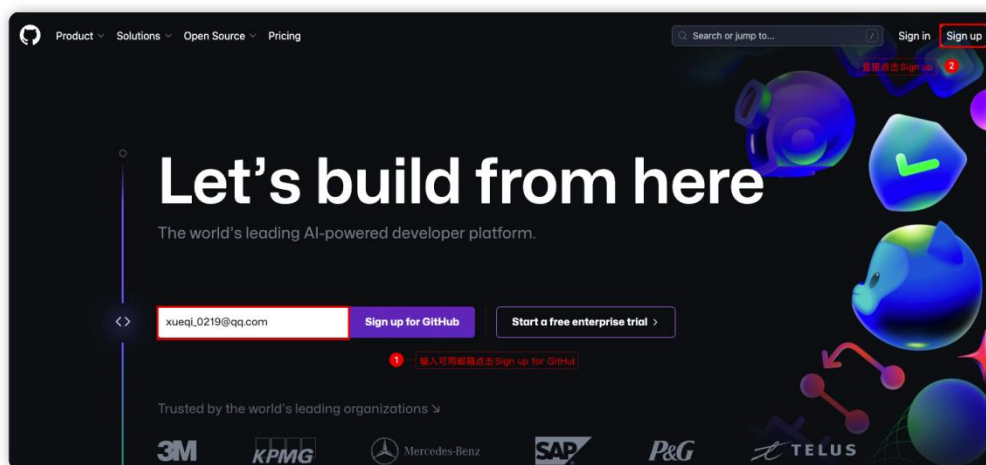 Product Solutions Open Source Pricing Search or jump to... / Sign in Sign up
直接点击Sign up 2
Let's build from here
The world's leading AI-powered developer platform.
xueqi_0219@qq.com Sign up for GitHub Start a free enterprise trial
1 输入可用邮箱点击Sign up for GitHul
Trusted by the world's leading organizations
3M KPMG Mercedes-Benz SAP P&G TELUS